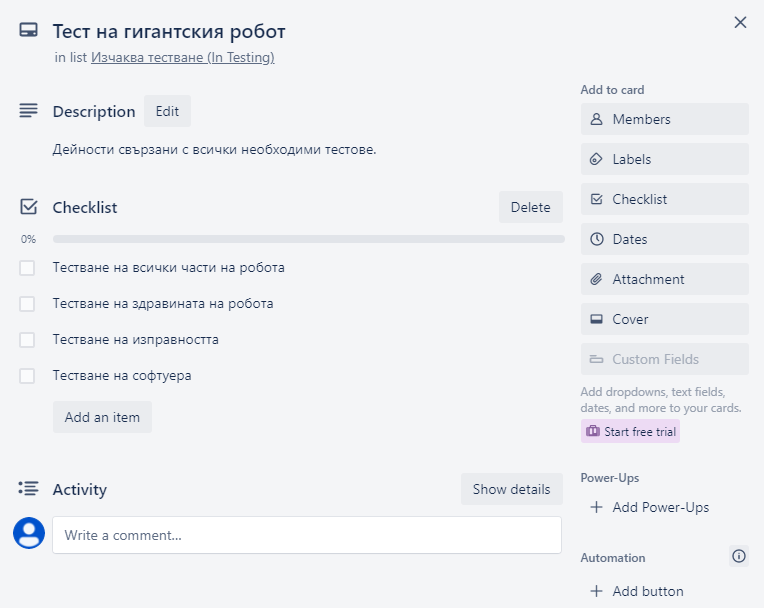 Тест на гигантския робот
in list Изчаква тестване (In Testing)
Description
Edit
Дейности свързани с всички необходими тестове.
Checklist
Delete
0%
Тестване на всички части на робота
Тестване на здравината на робота
Тестване на изправността
Тестване на софтуера
Add an item
Activity
Show details
Write a comment…
Add to card
Members
Labels
Checklist
Dates
Attachment
Cover
Custom Fields
Add dropdowns, text fields,
dates, and more to your cards.
Start free trial
Power-Ups
+ Add Power-Ups
Automation
+ Add button